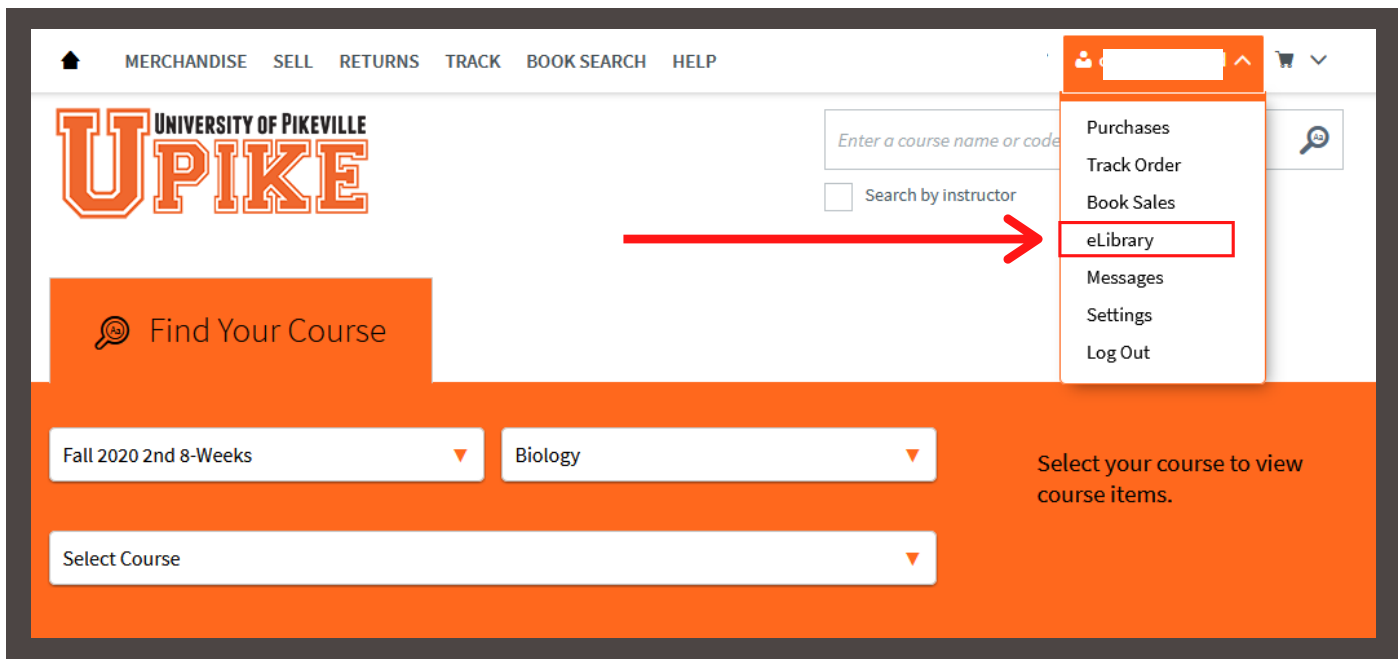 MERCHANDISE SELL RETURNS TRACK BOOK SEARCH HELP
UNIVERSITY OF PIKEVILLE
UPIKE
Enter a course name or code
Search by instructor
Purchases
Track Order
Book Sales
eLibrary
Messages
Settings
Log Out
Find Your Course
Fall 2020 2nd 8-Weeks
Biology
Select your course to view
course items.
Select Course